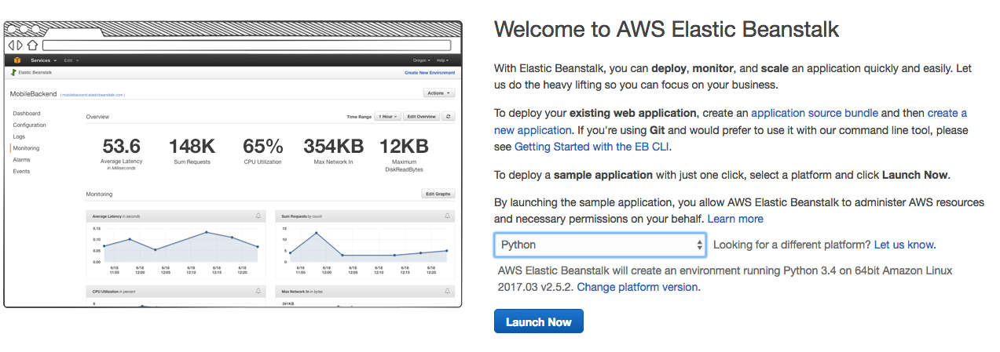 Services Edit Oregon Help
Elastic Beanstalk Create New Environment
MobileBackend ( mobilebackend.elasticbeanstalk.com ) Actions
Dashboard
Configuration
Logs
Monitoring
Alarms
Events
Overview Time Range 1 Hour Edit Overview
53.6 148K 65% 354KB 12KB
Average Latency Sum Requests CPU Utilization Max Network In Maximum
in Milliseconds DiskReadBytes
Monitoring Edit Graphs
Average Latency in seconds
0.15
0.10
0.05
0.00
6/18 6/18 6/18 6/18 6/18 6/18
11:55 12:00 12:05 12:10 12:15 12:20
Sum Requests by count
15
10
5
0
6/18 6/18 6/18 6/18 6/18 6/18
11:55 12:00 12:05 12:10 12:15 12:20
CPU Utilization in percent
6
Max Network In in bytes
391KB
Welcome to AWS Elastic Beanstalk
With Elastic Beanstalk, you can deploy, monitor, and scale an application quickly and easily. Let
us do the heavy lifting so you can focus on your business.
To deploy your existing web application, create an application source bundle and then create a
new application. If you're using Git and would prefer to use it with our command line tool, please
see Getting Started with the EB CLI.
To deploy a sample application with just one click, select a platform and click Launch Now.
By launching the sample application, you allow AWS Elastic Beanstalk to administer AWS resources
and necessary permissions on your behalf. Learn more
Python Looking for a different platform? Let us know.
AWS Elastic Beanstalk will create an environment running Python 3.4 on 64bit Amazon Linux
2017.03 v2.5.2. Change platform version.
Launch Now